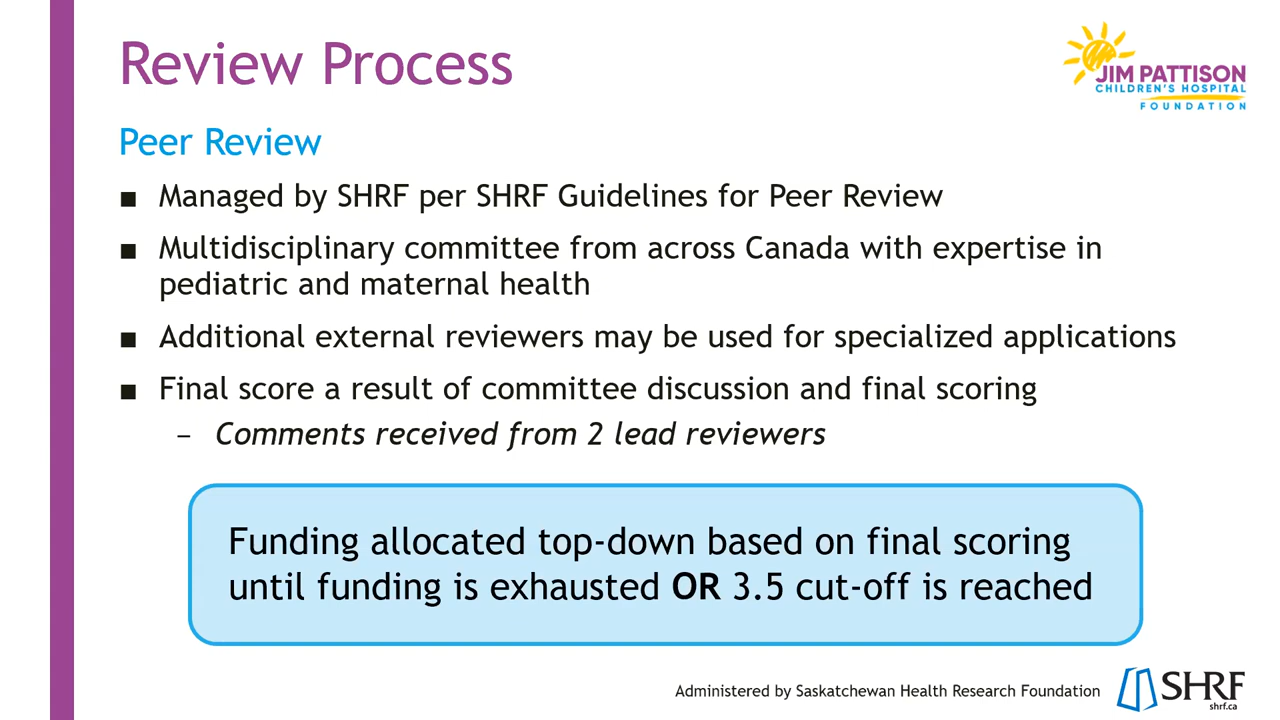 Review Process
JIM PATTISON
CHILDREN'S HOSPITAL
FOUNDATION
Peer Review
■ Managed by SHRF per SHRF Guidelines for Peer Review
■ Multidisciplinary committee from across Canada with expertise in
pediatric and maternal health
■ Additional external reviewers may be used for specialized applications
■ Final score a result of committee discussion and final scoring
– Comments received from 2 lead reviewers
Funding allocated top-down based on final scoring
until funding is exhausted OR 3.5 cut-off is reached
Administered by Saskatchewan Health Research Foundation
SHRF
shrf.ca